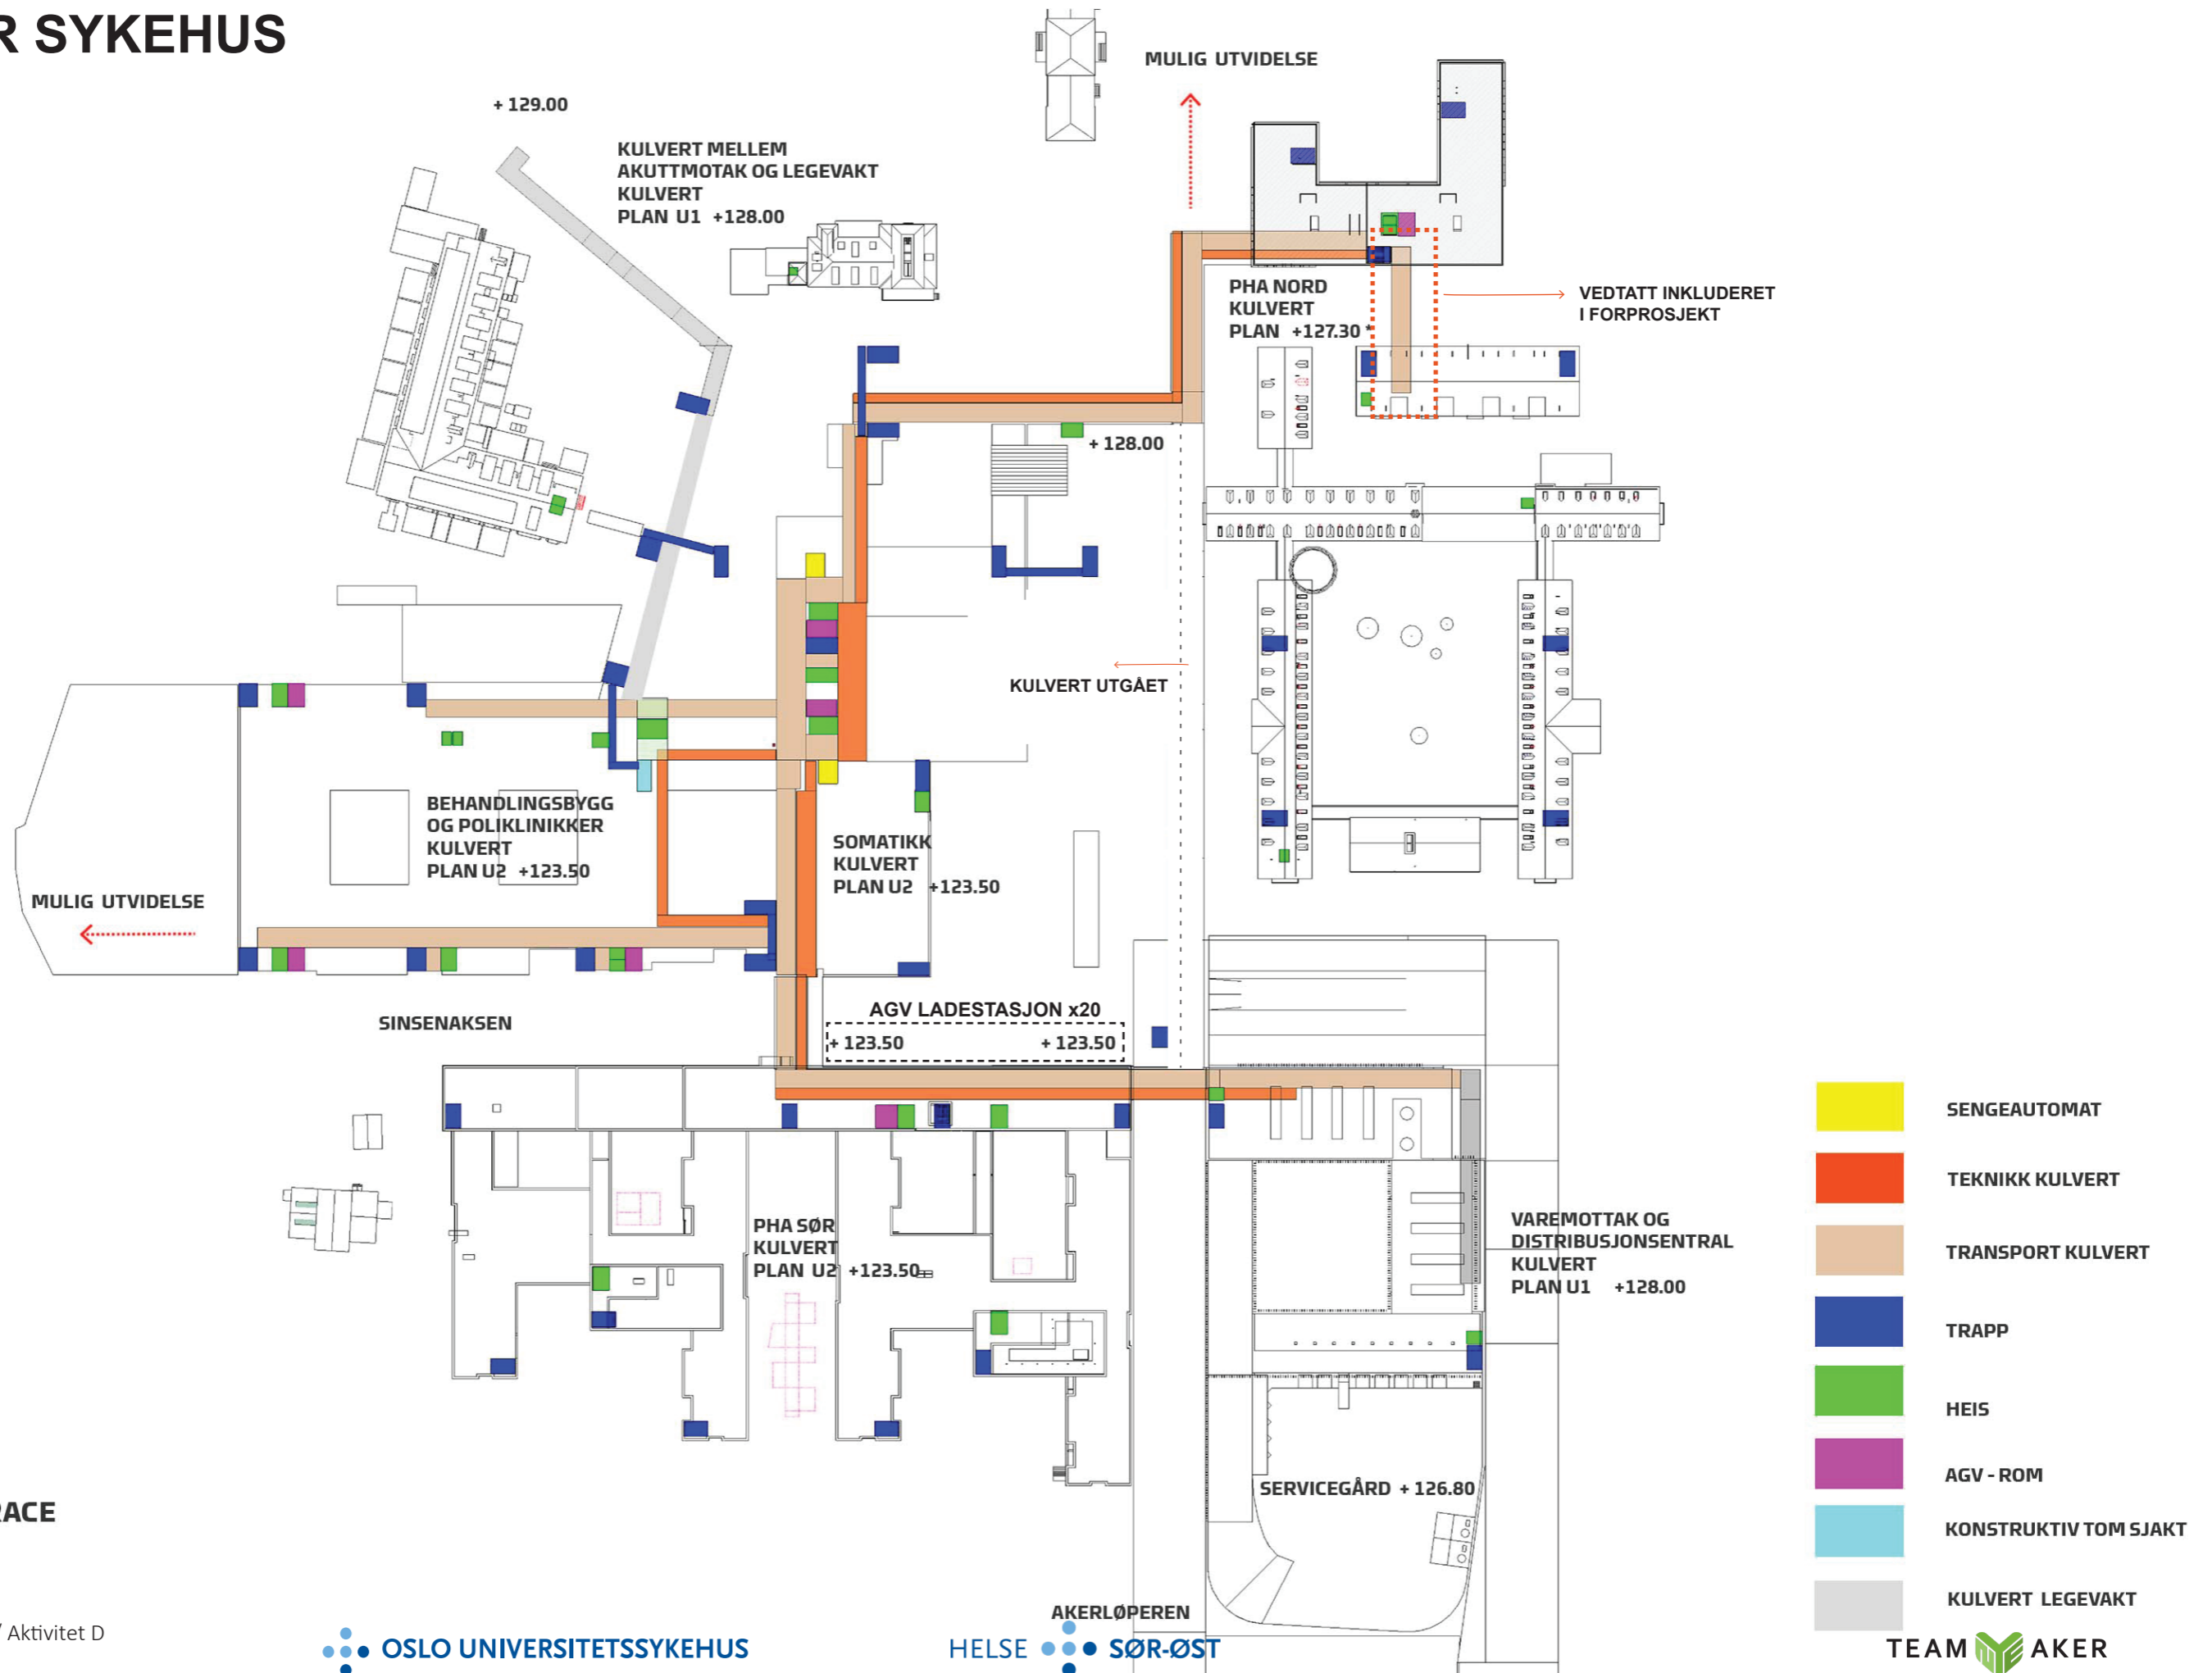 R SYKEHUS
MULIG UTVIDELSE
+ 129.00
KULVERT MELLEM
AKUTTMOTAK OG LEGEVAKT
KULVERT
PLAN U1 +128.00
PHA NORD
KULVERT
PLAN +127.30 *
VEDTATT INKLUDERET
I FORPROSJEKT
+ 128.00
KULVERT UTGÅET
BEHANDLINGSBYGG
OG POLIKLINIKKER
KULVERT
PLAN U2 +123.50
SOMATIKK
KULVERT
PLAN U2 +123.50
MULIG UTVIDELSE
SINSENAKSEN
AGV LADESTASJON x20
+ 123.50
+ 123.50
PHA SØR
KULVERT
PLAN U2 +123.50
VAREMOTTAK OG
DISTRIBUSJONSENTRAL
KULVERT
PLAN U1 +128.00
SERVICEGÅRD + 126.80
AKERLØPEREN
SENGEAUTOMAT
TEKNIKK KULVERT
TRANSPORT KULVERT
TRAPP
HEIS
AGV - ROM
KONSTRUKTIV TOM SJAKT
KULVERT LEGEVAKT
RACE
/ Aktivitet D
OSLO UNIVERSITETSSYKEHUS
HELSE SØR-ØST
TEAM AKER